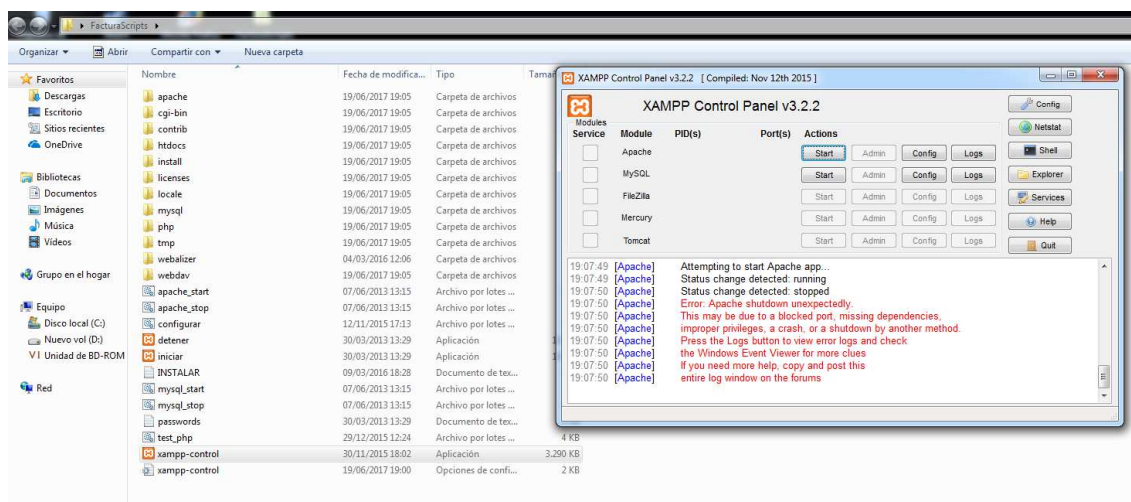 FacturaScripts
Organizar Abrir Compartir con Nueva carpeta
Favoritos
Descargas
Escritorio
Sitios recientes
OneDrive
Bibliotecas
Documentos
Imágenes
Música
Vídeos
Grupo en el hogar
Equipo
Disco local (C:)
Nuevo vol (D:)
Unidad de BD-ROM
Red
Nombre Fecha de modifica... Tipo
apache 19/06/2017 19:05 Carpeta de archivos
cgi-bin 19/06/2017 19:05 Carpeta de archivos
contrib 19/06/2017 19:05 Carpeta de archivos
htdocs 19/06/2017 19:05 Carpeta de archivos
install 19/06/2017 19:05 Carpeta de archivos
licenses 19/06/2017 19:05 Carpeta de archivos
locale 19/06/2017 19:05 Carpeta de archivos
mysql 19/06/2017 19:05 Carpeta de archivos
php 19/06/2017 19:05 Carpeta de archivos
tmp 19/06/2017 19:05 Carpeta de archivos
webalizer 04/03/2016 12:06 Carpeta de archivos
webdav 19/06/2017 19:05 Carpeta de archivos
apache_start 07/06/2013 13:15 Archivo por lotes ...
apache_stop 07/06/2013 13:15 Archivo por lotes ...
configurar 12/11/2015 17:13 Archivo por lotes ...
detener 30/03/2013 13:29 Aplicación
iniciar 30/03/2013 13:29 Aplicación
INSTALAR 09/03/2016 18:28 Documento de tex...
mysql_start 07/06/2013 13:15 Archivo por lotes ...
mysql_stop 07/06/2013 13:15 Archivo por lotes ...
passwords 30/03/2013 13:29 Documento de tex...
test_php 29/12/2015 12:24 Archivo por lotes ... 4 KB
xampp-control 30/11/2015 18:02 Aplicación 3.290 KB
xampp-control 19/06/2017 19:00 Opciones de confi... 2 KB
XAMPP Control Panel v3.2.2 [ Compiled: Nov 12th 2015 ]
XAMPP Control Panel v3.2.2
Modules
Service Module PID(s) Port(s) Actions
Apache Start Admin Config Logs
MySQL Start Admin Config Logs
FileZilla Start Admin Config Logs
Mercury Start Admin Config Logs
Tomcat Start Admin Config Logs
Config
Netstat
Shell
Explorer
Services
Help
Quit
19:07:49 [Apache] Attempting to start Apache app...
19:07:49 [Apache] Status change detected: running
19:07:50 [Apache] Status change detected: stopped
19:07:50 [Apache] Error: Apache shutdown unexpectedly.
19:07:50 [Apache] This may be due to a blocked port, missing dependencies,
19:07:50 [Apache] improper privileges, a crash, or a shutdown by another method.
19:07:50 [Apache] Press the Logs button to view error logs and check
19:07:50 [Apache] the Windows Event Viewer for more clues
19:07:50 [Apache] If you need more help, copy and post this
19:07:50 [Apache] entire log window on the forums